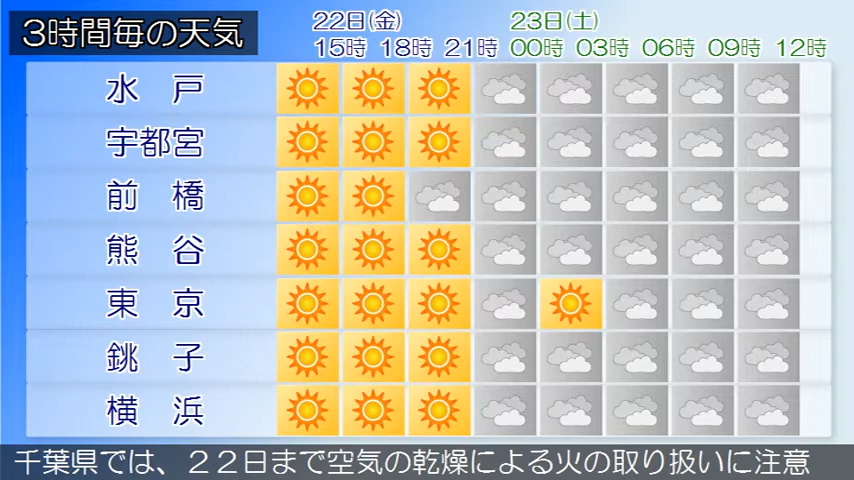 3時間毎の天気
22日(金) 23日(土)
15時 18時 21時 00時 03時 06時 09時 12時
水　戸
宇都宮
前　橋
熊　谷
東　京
銚　子
横　浜
千葉県では、２２日まで空気の乾燥による火の取り扱いに注意